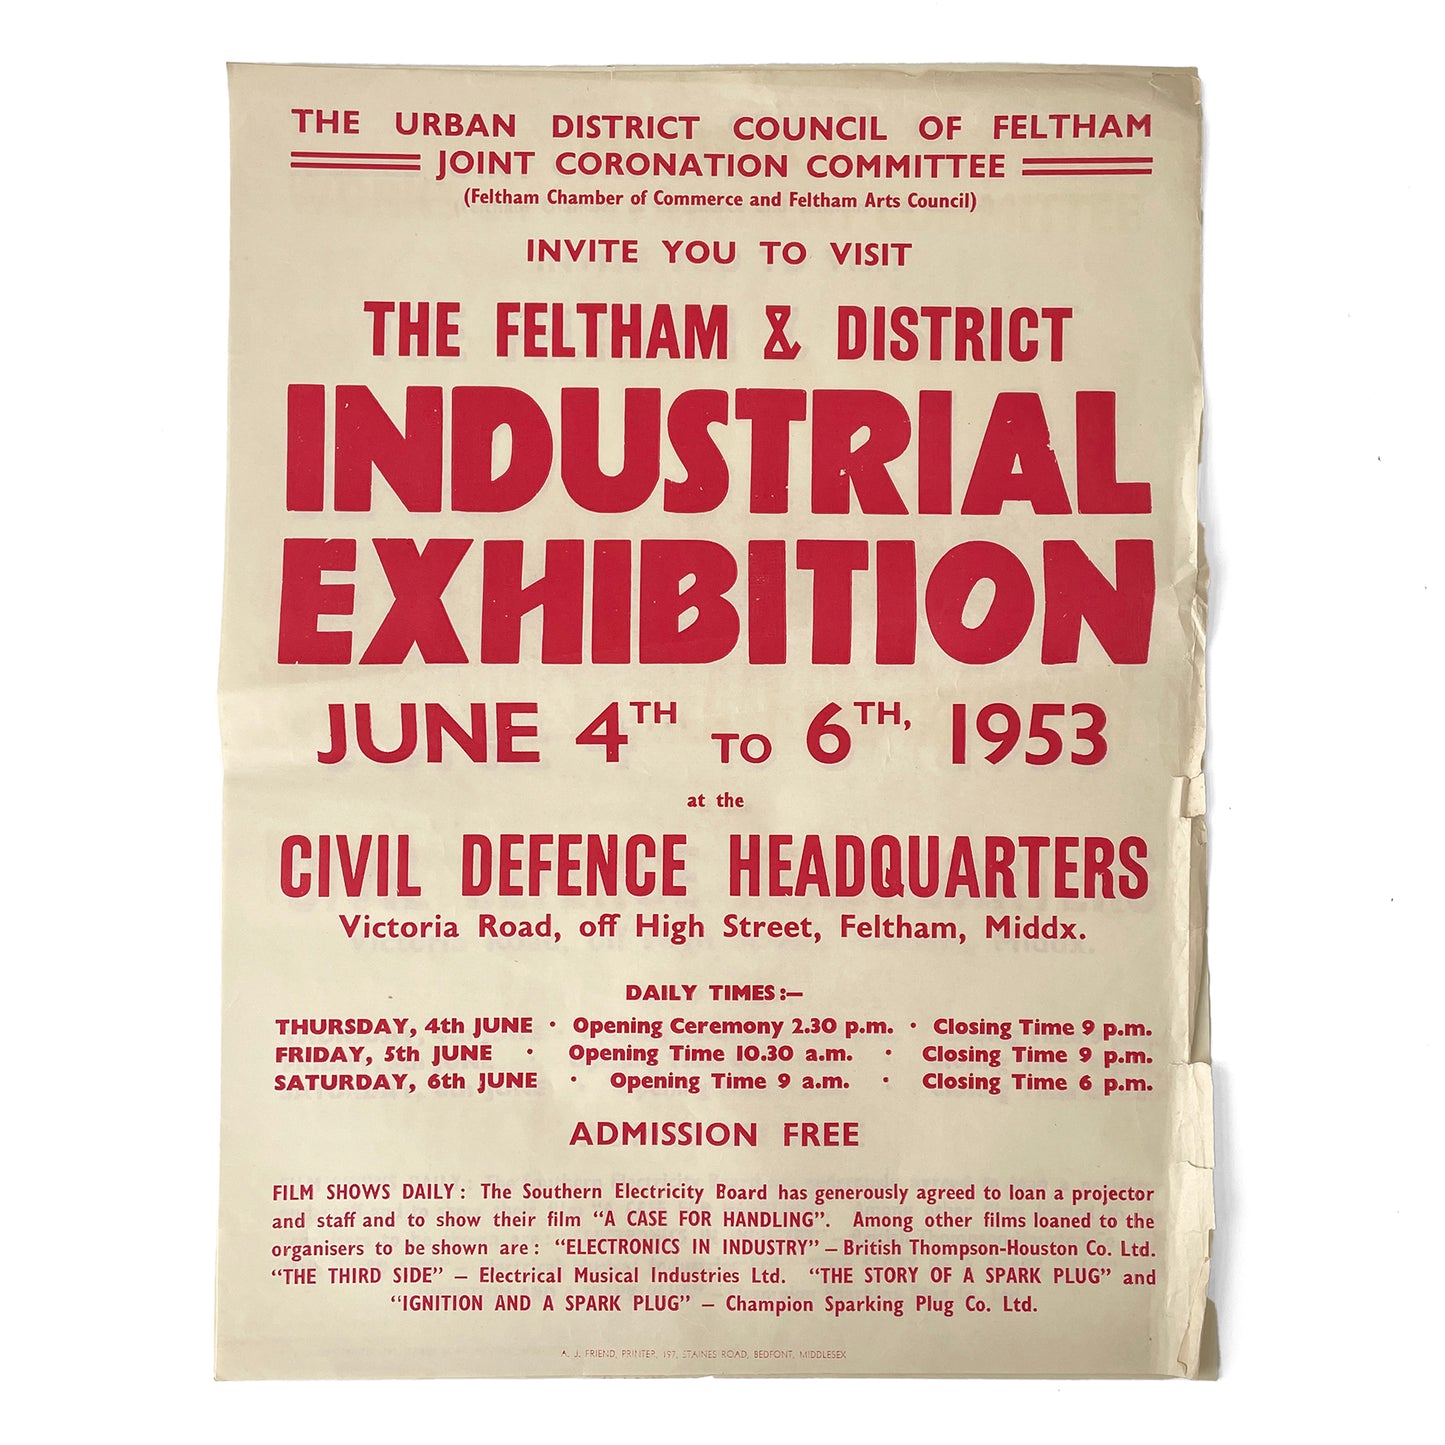 THE URBAN DISTRICT COUNCIL OF FELTHAM
JOINT CORONATION COMMITTEE
(Feltham Chamber of Commerce and Feltham Arts Council)
INVITE YOU TO VISIT
THE FELTHAM & DISTRICT
INDUSTRIAL
EXHIBITION
JUNE 4TH TO 6TH, 1953
at the
CIVIL DEFENCE HEADQUARTERS
Victoria Road, off High Street, Feltham, Middx.
DAILY TIMES:—
THURSDAY, 4th JUNE · Opening Ceremony 2.30 p.m. · Closing Time 9 p.m.
FRIDAY, 5th JUNE · Opening Time 10.30 a.m. · Closing Time 9 p.m.
SATURDAY, 6th JUNE · Opening Time 9 a.m. · Closing Time 6 p.m.
ADMISSION FREE
FILM SHOWS DAILY: The Southern Electricity Board has generously agreed to loan a projector
and staff and to show their film “A CASE FOR HANDLING”. Among other films loaned to the
organisers to be shown are: “ELECTRONICS IN INDUSTRY” — British Thompson-Houston Co. Ltd.
“THE THIRD SIDE” — Electrical Musical Industries Ltd. “THE STORY OF A SPARK PLUG” and
“IGNITION AND A SPARK PLUG” — Champion Sparking Plug Co. Ltd.
A. J. FRIEND, PRINTER, 197, STAINES ROAD, BEDFONT, MIDDLESEX